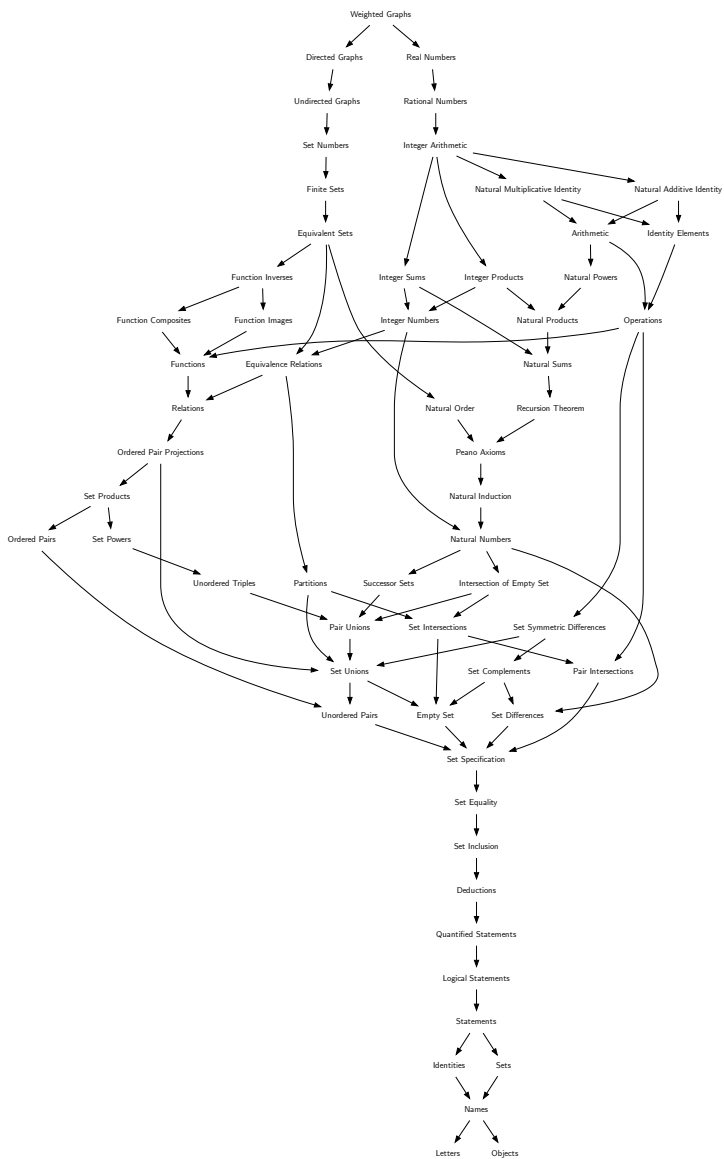 Weighted Graphs
Directed Graphs Real Numbers
Undirected Graphs Rational Numbers
Set Numbers Integer Arithmetic
Finite Sets Natural Multiplicative Identity Natural Additive Identity
Equivalent Sets Arithmetic Identity Elements
Function Inverses Integer Sums Integer Products Natural Powers
Function Composites Function Images Integer Numbers Natural Products Operations
Functions Equivalence Relations Natural Sums
Relations Natural Order Recursion Theorem
Ordered Pair Projections Peano Axioms
Set Products Natural Induction
Ordered Pairs Set Powers Natural Numbers
Unordered Triples Partitions Successor Sets Intersection of Empty Set
Pair Unions Set Intersections Set Symmetric Differences
Set Unions Set Complements Pair Intersections
Unordered Pairs Empty Set Set Differences
Set Specification
Set Equality
Set Inclusion
Deductions
Quantified Statements
Logical Statements
Statements
Identities Sets
Names
Letters Objects